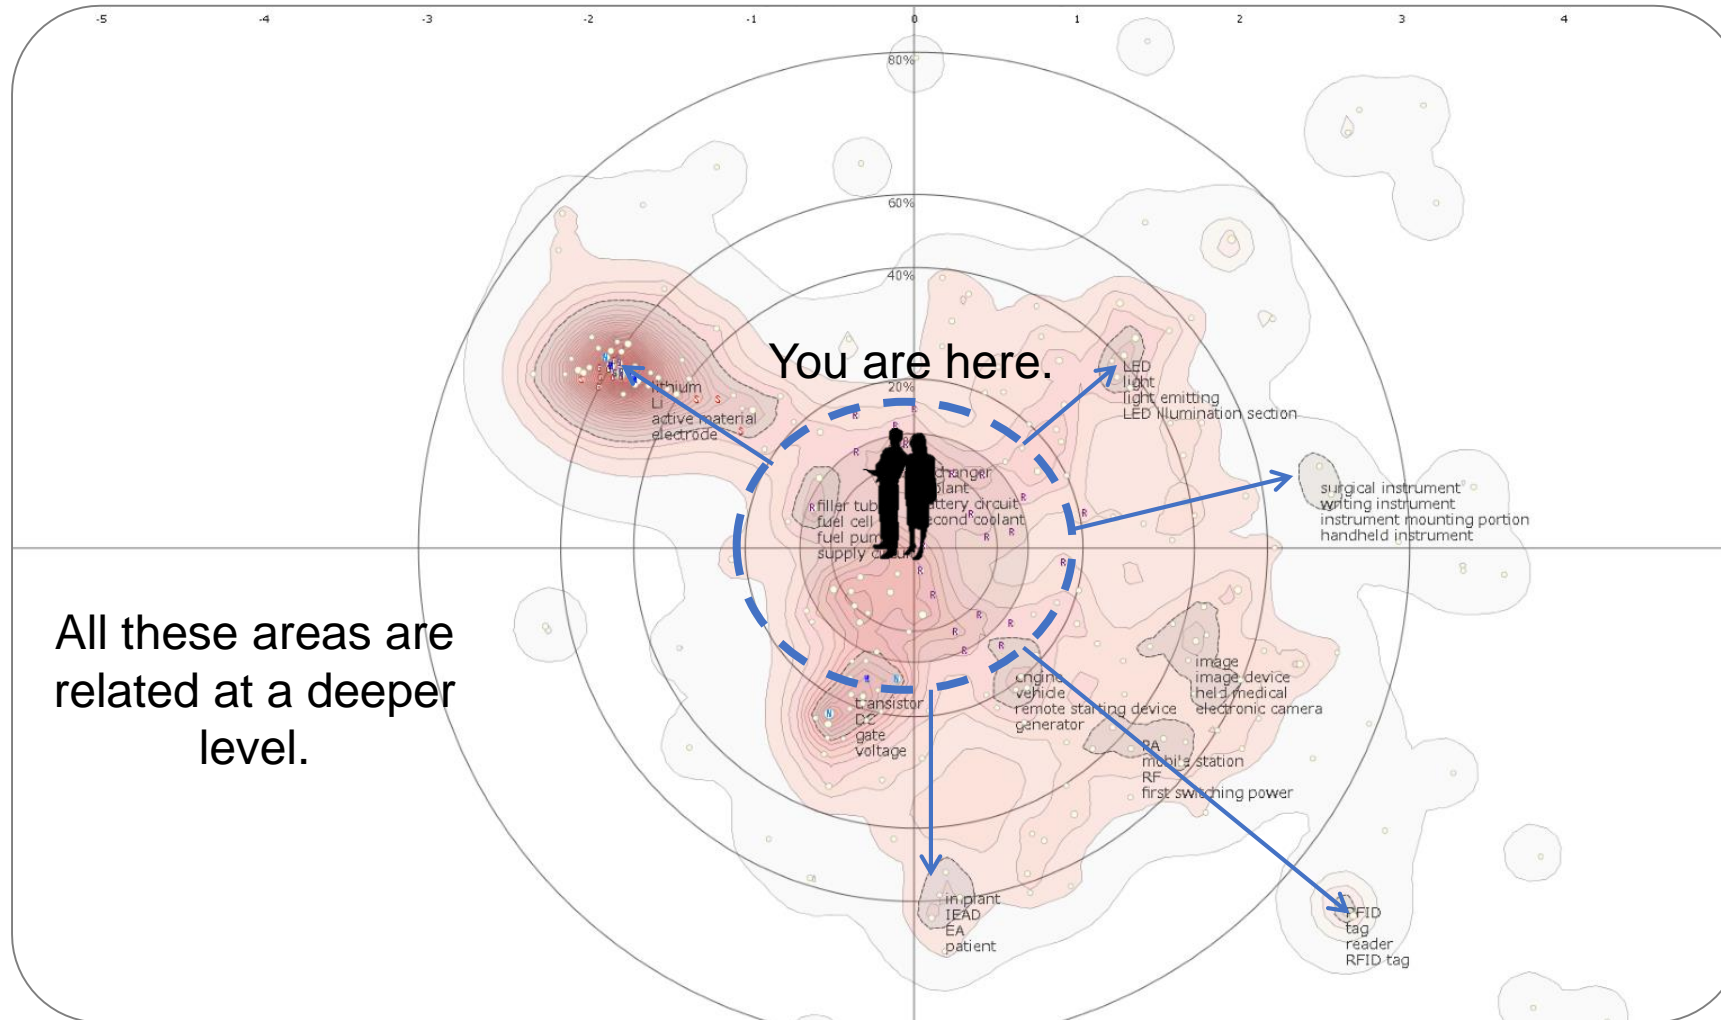 -5 -4 -3 -2 -1 0 1 2 3 4
80%
60%
40%
20%
You are here.
lithium
LI
active material
electrode
LED
light
light emitting
LED illumination section
surgical instrument
writing instrument
instrument mounting portion
handheld instrument
filler
fuel cell
fuel pum
supply
battery circuit
second coolant
All these areas are
related at a deeper
level.
transistor
D2
gate
voltage
engine
vehicle
remote starting device
generator
image
image device
held medical
electronic camera
PA
mobile station
RF
first switching power
implant
IEAD
EA
patient
RFID
tag
reader
RFID tag